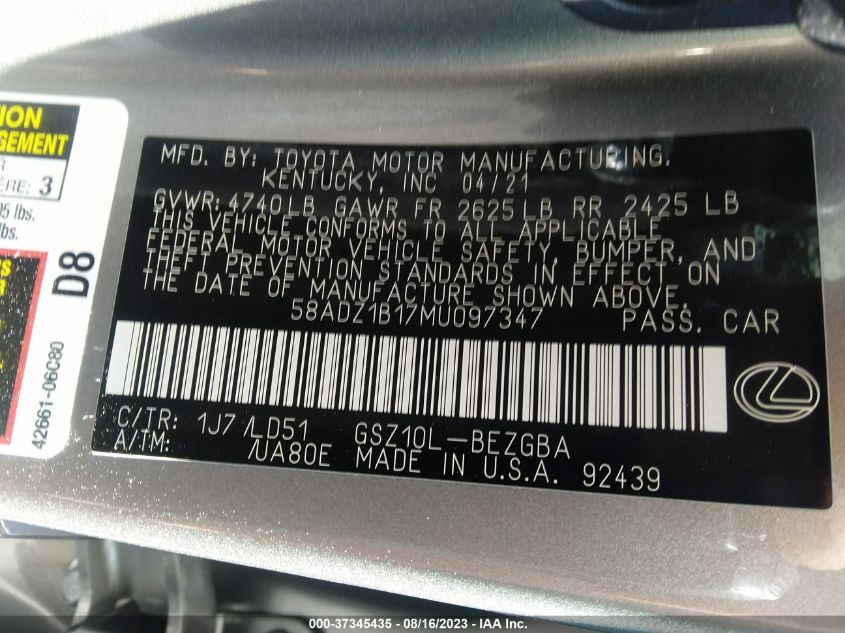 TION
GEMENT
3
95 lbs.
lbs.
D8
42661-06C80
MFD. BY: TOYOTA MOTOR MANUFACTURING,
KENTUCKY, INC 04/21
GVWR: 4740LB GAWR FR 2625LB RR 2425 LB
THIS VEHICLE CONFORMS TO ALL APPLICABLE
FEDERAL MOTOR VEHICLE SAFETY, BUMPER, AND
THEFT PREVENTION STANDARDS IN EFFECT ON
THE DATE OF MANUFACTURE SHOWN ABOVE.
58ADZ1B17MU097347 PASS. CAR
C/TR: 1J7 /LD51 GSZ10L-BEZGBA
A/TM: /UA80E MADE IN U.S.A. 92439
000-37345435 - 08/16/2023 - IAA Inc.